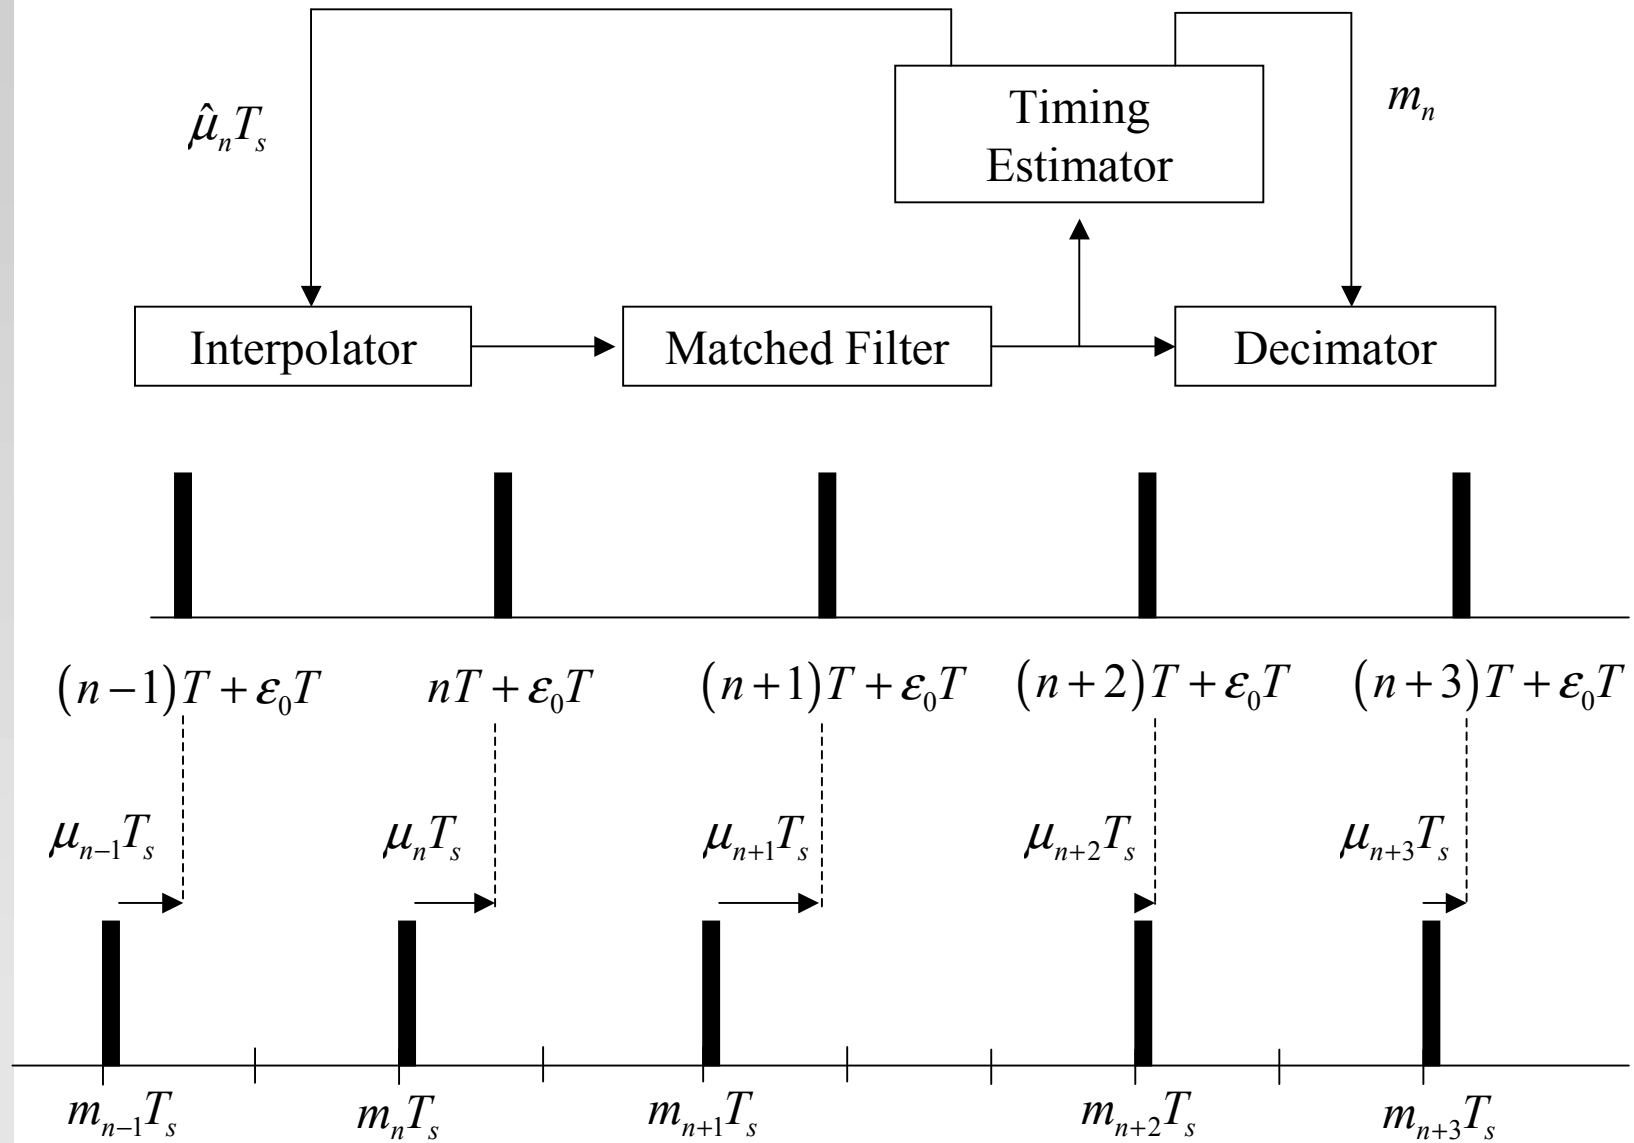 μ̂ₙTₛ
Timing
Estimator
mₙ
Interpolator
Matched Filter
Decimator
(n−1)T + ε₀T
nT + ε₀T
(n+1)T + ε₀T
(n+2)T + ε₀T
(n+3)T + ε₀T
μₙ₋₁Tₛ
μₙTₛ
μₙ₊₁Tₛ
μₙ₊₂Tₛ
μₙ₊₃Tₛ
mₙ₋₁Tₛ
mₙTₛ
mₙ₊₁Tₛ
mₙ₊₂Tₛ
mₙ₊₃Tₛ